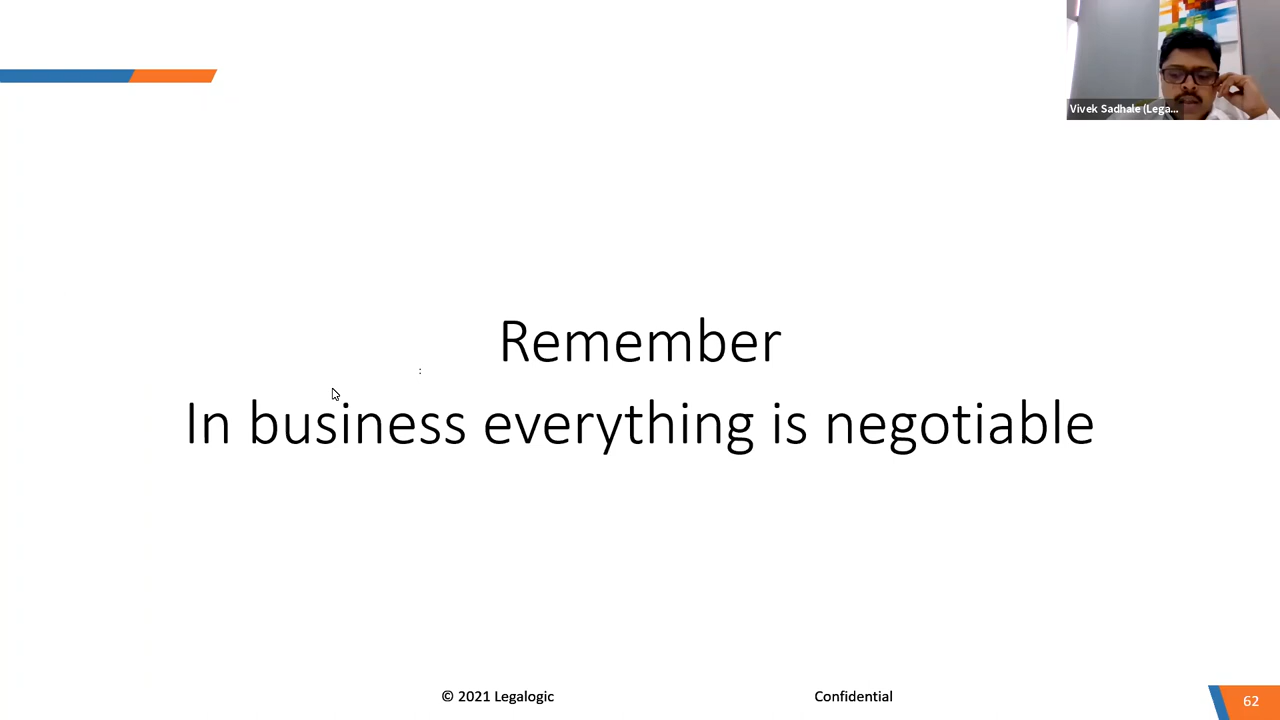 Vivek Sadhale (Lega...
Remember
:
In business everything is negotiable
© 2021 Legalogic
Confidential
62